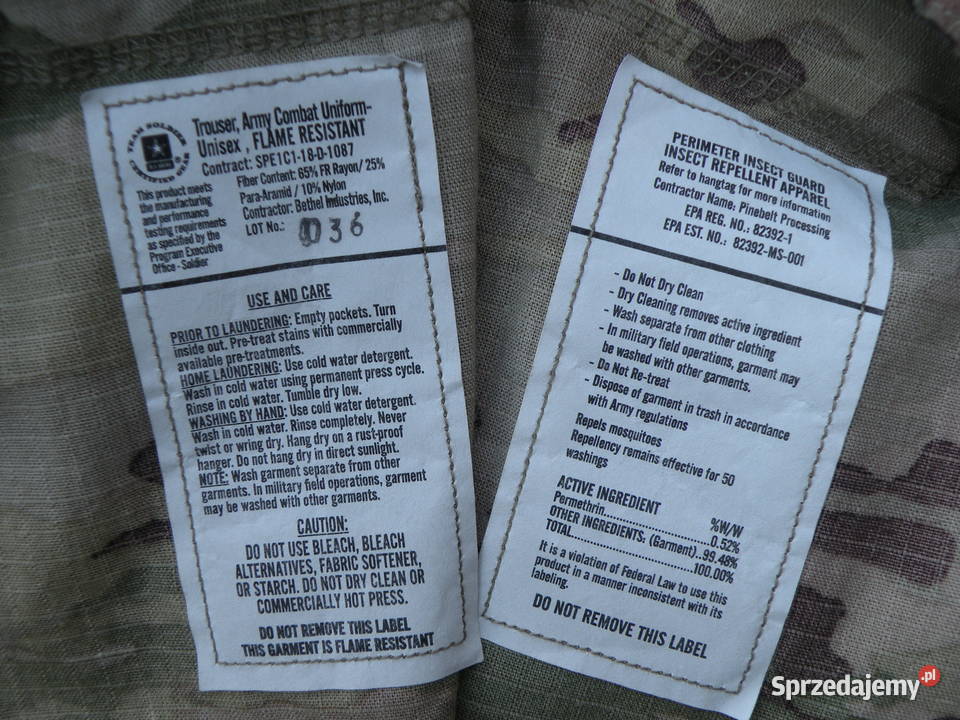 TEAM SOLDIER
CERTIFIED GEAR
®
Trouser, Army Combat Uniform-
Unisex , FLAME RESISTANT
Contract: SPE1C1-18-D-1087
This product meets
the manufacturing
and performance
testing requirements
as specified by the
Program Executive
Office - Soldier
Fiber Content: 65% FR Rayon/ 25%
Para-Aramid / 10% Nylon
Contractor: Bethel Industries, Inc.
LOT No.: 036
USE AND CARE
PRIOR TO LAUNDERING: Empty pockets. Turn
inside out. Pre-treat stains with commercially
available pre-treatments.
HOME LAUNDERING: Use cold water detergent.
Wash in cold water using permanent press cycle.
Rinse in cold water. Tumble dry low.
WASHING BY HAND: Use cold water detergent.
Wash in cold water. Rinse completely. Never
twist or wring dry. Hang dry on a rust-proof
hanger. Do not hang dry in direct sunlight.
NOTE: Wash garment separate from other
garments. In military field operations, garment
may be washed with other garments.
CAUTION:
DO NOT USE BLEACH, BLEACH
ALTERNATIVES, FABRIC SOFTENER,
OR STARCH. DO NOT DRY CLEAN OR
COMMERCIALLY HOT PRESS.
DO NOT REMOVE THIS LABEL
THIS GARMENT IS FLAME RESISTANT
PERIMETER INSECT GUARD
INSECT REPELLENT APPAREL
Refer to hangtag for more information
Contractor Name: Pinebelt Processing
EPA REG. NO.: 82392-1
EPA EST. NO.: 82392-MS-001
- Do Not Dry Clean
- Dry Cleaning removes active ingredient
- Wash separate from other clothing
- In military field operations, garment may
be washed with other garments.
- Do Not Re-treat
- Dispose of garment in trash in accordance
with Army regulations
Repels mosquitoes
Repellency remains effective for 50
washings
ACTIVE INGREDIENT %W/W
Permethrin......................0.52%
OTHER INGREDIENTS: (Garment)..99.48%
TOTAL.........................100.00%
It is a violation of Federal Law to use this
product in a manner inconsistent with its
labeling.
DO NOT REMOVE THIS LABEL
Sprzedajemy.pl